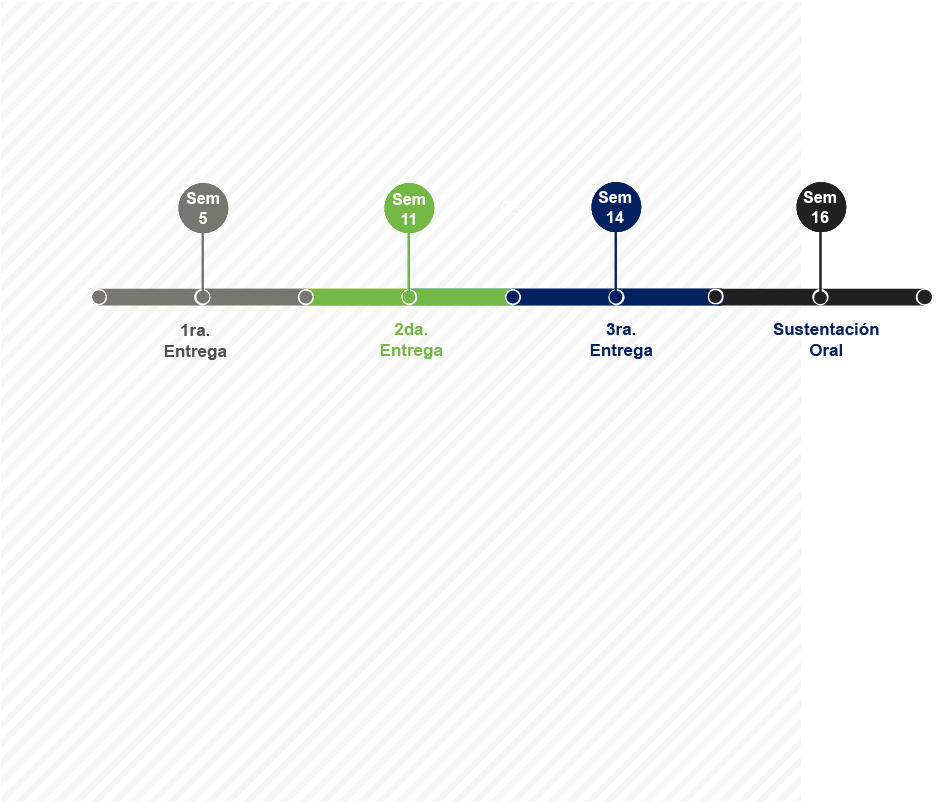 Sem
5
Sem
11
Sem
14
Sem
16
1ra.
Entrega
2da.
Entrega
3ra.
Entrega
Sustentación
Oral